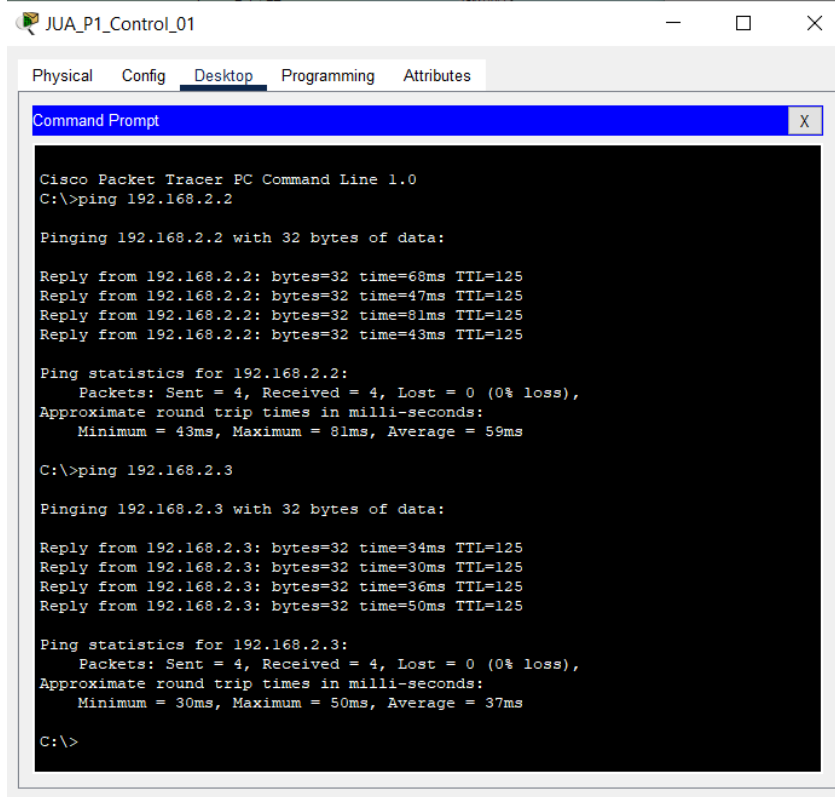 JUA_P1_Control_01
Physical Config Desktop Programming Attributes
Command Prompt X
Cisco Packet Tracer PC Command Line 1.0
C:\>ping 192.168.2.2
Pinging 192.168.2.2 with 32 bytes of data:
Reply from 192.168.2.2: bytes=32 time=68ms TTL=125
Reply from 192.168.2.2: bytes=32 time=47ms TTL=125
Reply from 192.168.2.2: bytes=32 time=81ms TTL=125
Reply from 192.168.2.2: bytes=32 time=43ms TTL=125
Ping statistics for 192.168.2.2:
Packets: Sent = 4, Received = 4, Lost = 0 (0% loss),
Approximate round trip times in milli-seconds:
Minimum = 43ms, Maximum = 81ms, Average = 59ms
C:\>ping 192.168.2.3
Pinging 192.168.2.3 with 32 bytes of data:
Reply from 192.168.2.3: bytes=32 time=34ms TTL=125
Reply from 192.168.2.3: bytes=32 time=30ms TTL=125
Reply from 192.168.2.3: bytes=32 time=36ms TTL=125
Reply from 192.168.2.3: bytes=32 time=50ms TTL=125
Ping statistics for 192.168.2.3:
Packets: Sent = 4, Received = 4, Lost = 0 (0% loss),
Approximate round trip times in milli-seconds:
Minimum = 30ms, Maximum = 50ms, Average = 37ms
C:\>